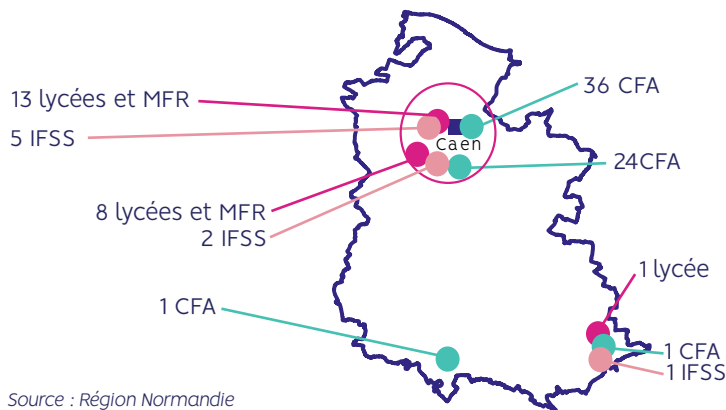 13 lycées et MFR
36 CFA
5 IFSS
Caen
24CFA
8 lycées et MFR
2 IFSS
1 lycée
1 CFA
1 CFA
1 IFSS
Source : Région Normandie